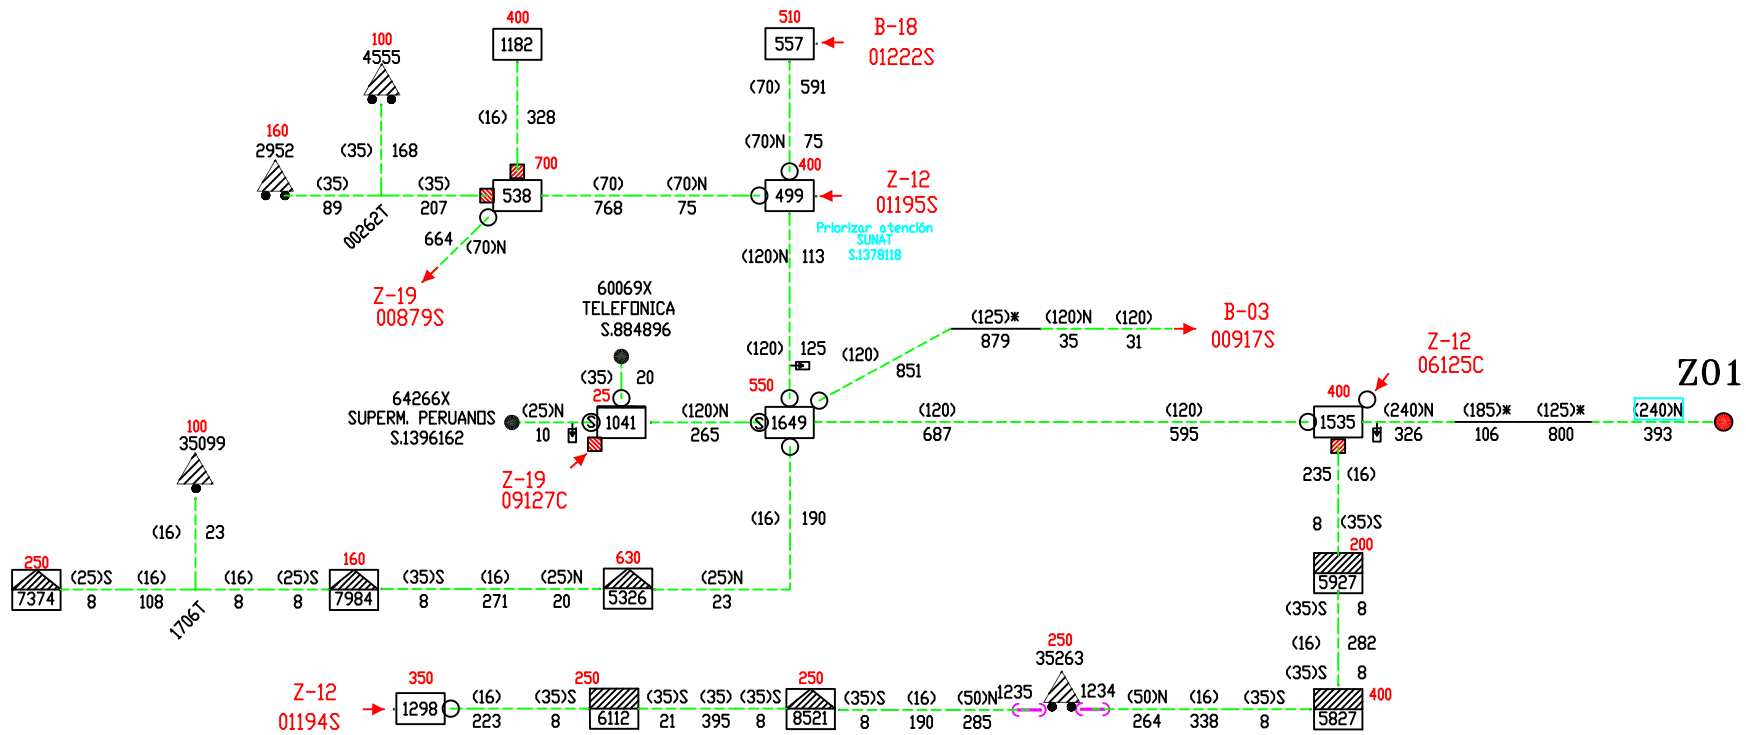 400
510
B-18
100
4555
1182
557
01222S
(70) 591
(16) 328
160
2952
(35) 168
(70)N 75
700
400
(35) (35)
538
(70) (70)N
499
Z-12
89 207
768 75
01195S
00262T
664
(70)N
Priorizar atención
SUNAT
S.1378118
(120)N 113
Z-19
00879S
60069X
TELEFONICA
S.884896
(125)* (120)N (120)
879 35 31
B-03
00917S
(120) 125
(120)
851
Z-12
06125C
Z01
(35) 20
25
550
400
64266X
SUPERM. PERUANOS
S.1396162
(25)N
10
S
1041
(120)N
265
S
1649
(120) (120)
687 595
1535
(240)N (185)* (125)* (240)N
326 106 800 393
100
35099
Z-19
09127C
235 (16)
(16) 23
(16) 190
8 (35)S
200
250
160
630
(25)S (16) (16) (25)S
(35)S (16) (25)N
(25)N
5927
7374
8 108 8 8
7984
8 271 20
5326
23
1706T
(35)S 8
(16) 282
250
35263
(35)S 8
Z-12
01194S
350
250
250
400
1298
(16) (35)S
223 8
6112
(35)S (35) (35)S
21 395 8
8521
(35)S (16) (50)N
8 190 285
1235 1234
(50)N (16) (35)S
264 338 8
5827